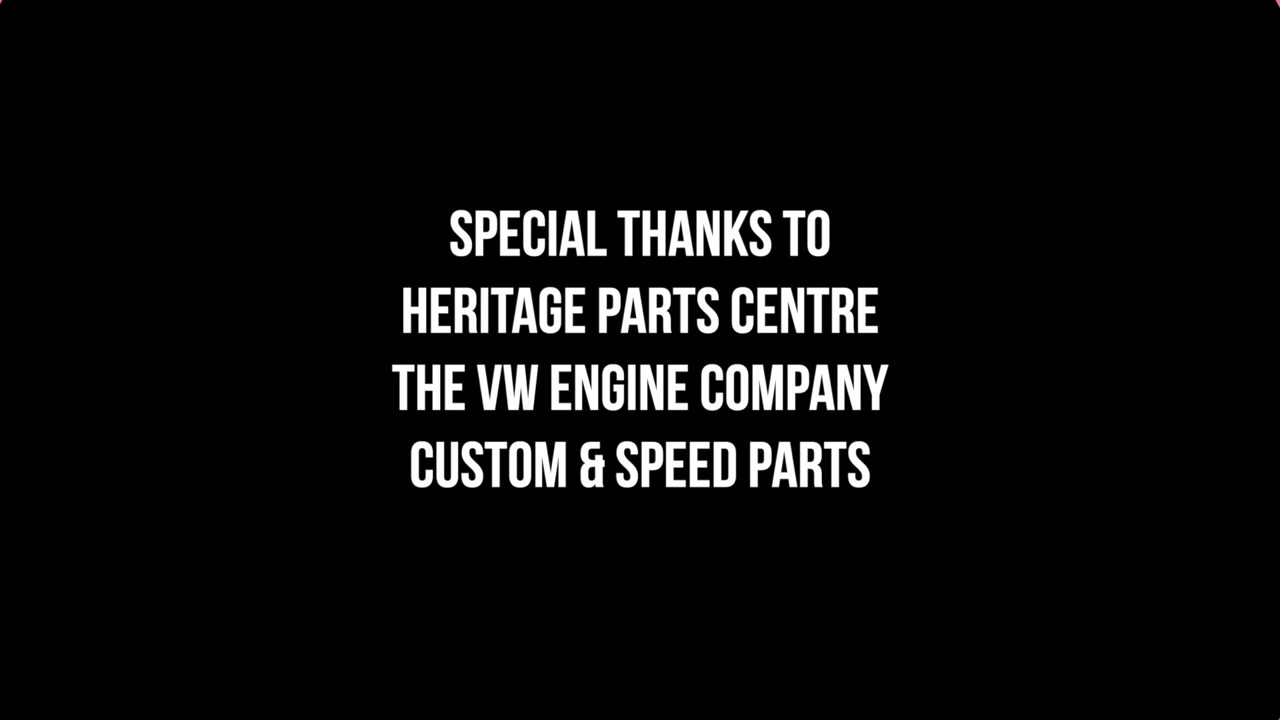 SPECIAL THANKS TO
HERITAGE PARTS CENTRE
THE VW ENGINE COMPANY
CUSTOM & SPEED PARTS